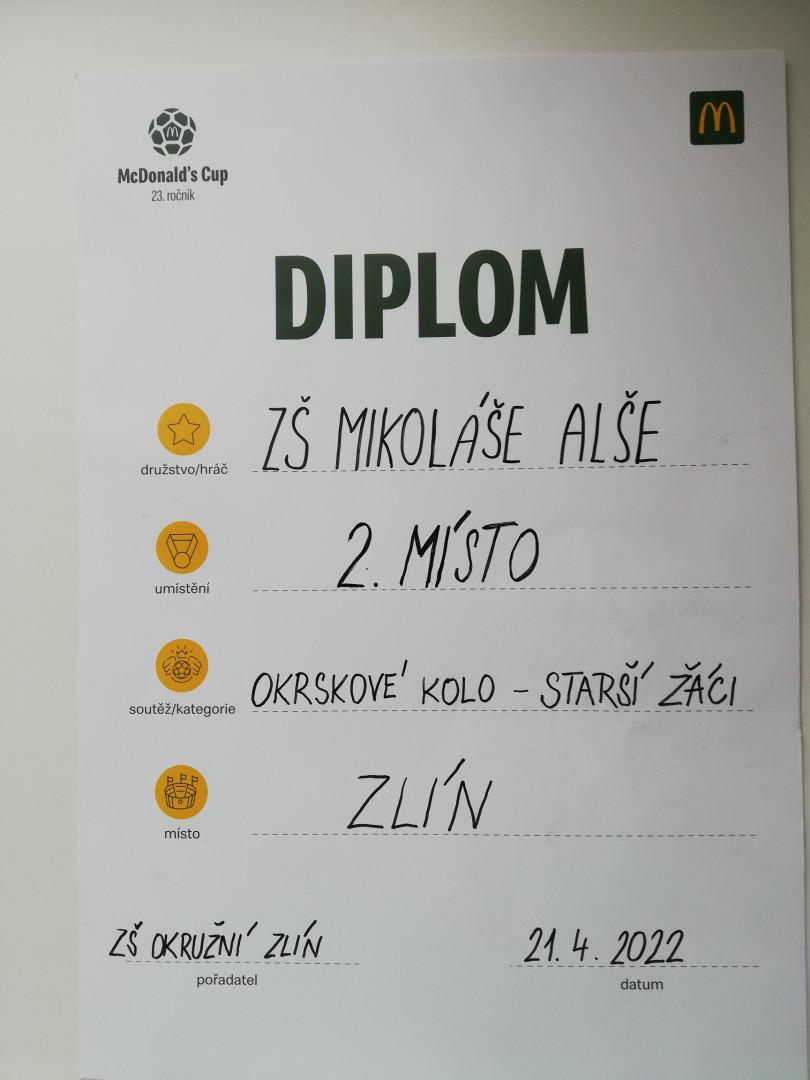 McDonald's Cup
23. ročník
DIPLOM
družstvo/hráč ZŠ MIKOLÁŠE ALŠE
umístění 2. MÍSTO
soutěž/kategorie OKRSKOVÉ KOLO - STARŠÍ ŽÁCI
místo ZLÍN
ZŠ OKRUŽNÍ ZLÍN 21. 4. 2022
pořadatel datum